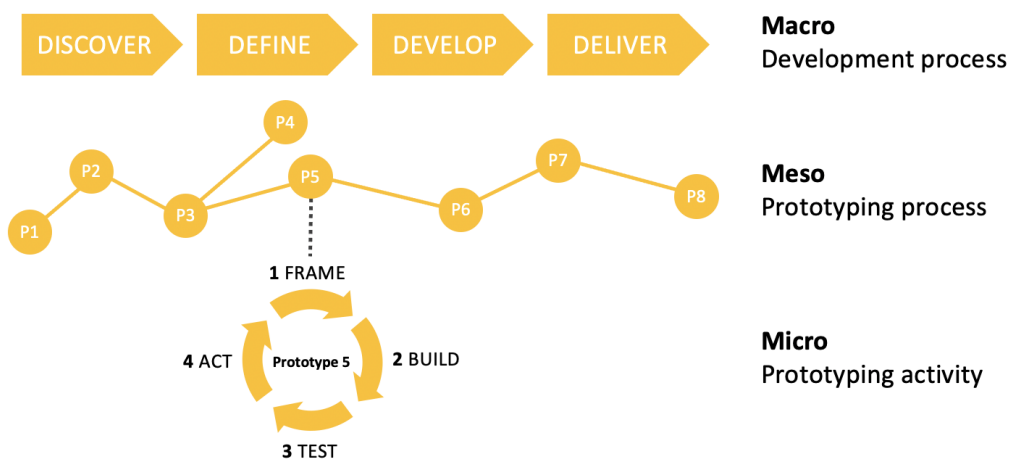 DISCOVER
DEFINE
DEVELOP
DELIVER
Macro
Development process
P1
P2
P3
P4
P5
P6
P7
P8
Meso
Prototyping process
1 FRAME
2 BUILD
3 TEST
4 ACT
Prototype 5
Micro
Prototyping activity